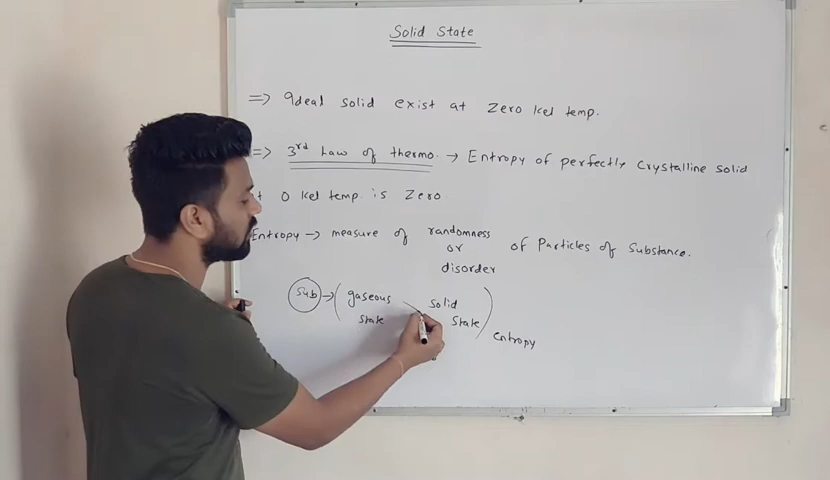 Solid State
=> Ideal solid exist at Zero kel temp.
=> 3rd Law of thermo. → Entropy of perfectly Crystalline solid
at 0 kel temp is Zero.
Entropy → measure of randomness or disorder of Particles of Substance.
Sub → (gaseous state > solid state) Entropy